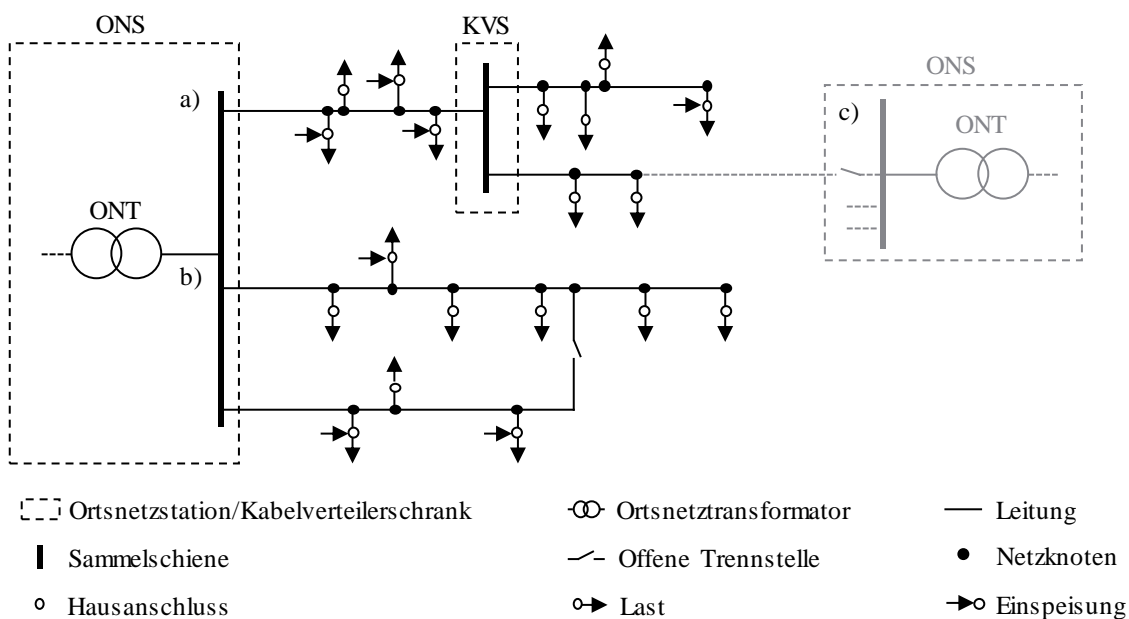 ONS
KVS
ONS
a)
c)
ONT
ONT
b)
Ortsnetzstation/Kabelverteilerschrank
Ortsnetztransformator
Leitung
Sammelschiene
Offene Trennstelle
Netzknoten
Hausanschluss
Last
Einspeisung